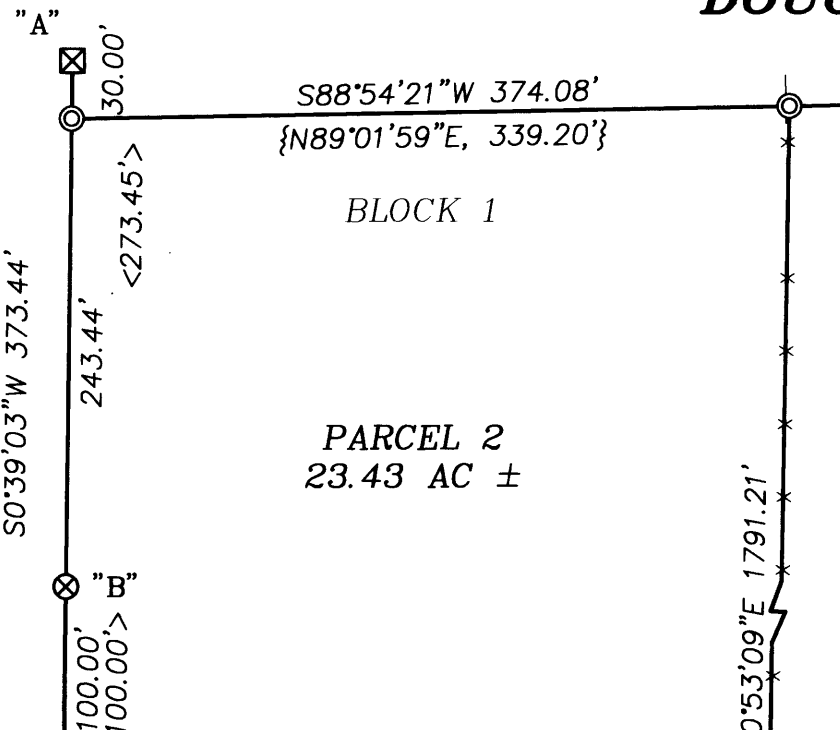 "A"
30.00'
S88°54'21"W 374.08'
{N89°01'59"E, 339.20'}
<273.45'>
BLOCK 1
S0°39'03"W 373.44'
243.44'
PARCEL 2
23.43 AC ±
"B"
100.00'
100.00'>
0°53'09"E 1791.21'